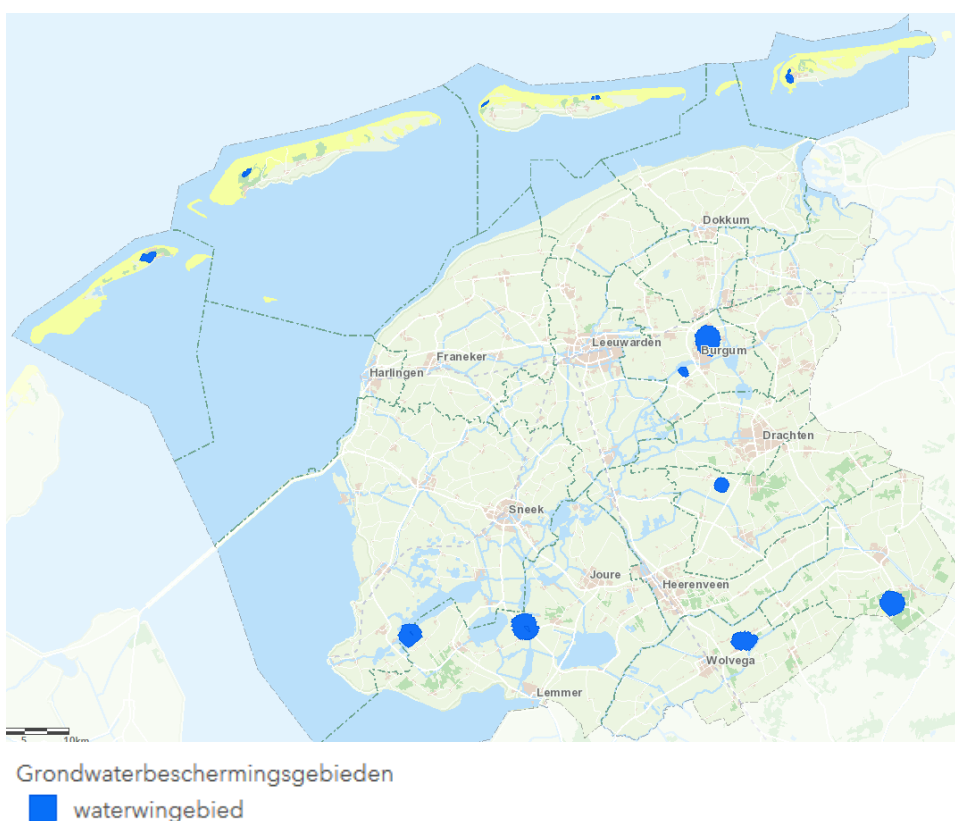 Dokkum
Leeuwarden
Burgum
Franeker
Harlingen
Drachten
Sneek
Joure
Heerenveen
Wolvega
Lemmer
5 10km
Grondwaterbeschermingsgebieden
waterwingebied